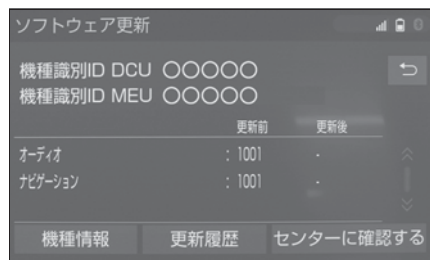 ソフトウェア更新
0
機種識別ID DCU ○○○○○
機種識別ID MEU ○○○○○
更新前 更新後
オーディオ : 1001 -
ナビゲーション : 1001 -
機種情報 更新履歴 センターに確認する